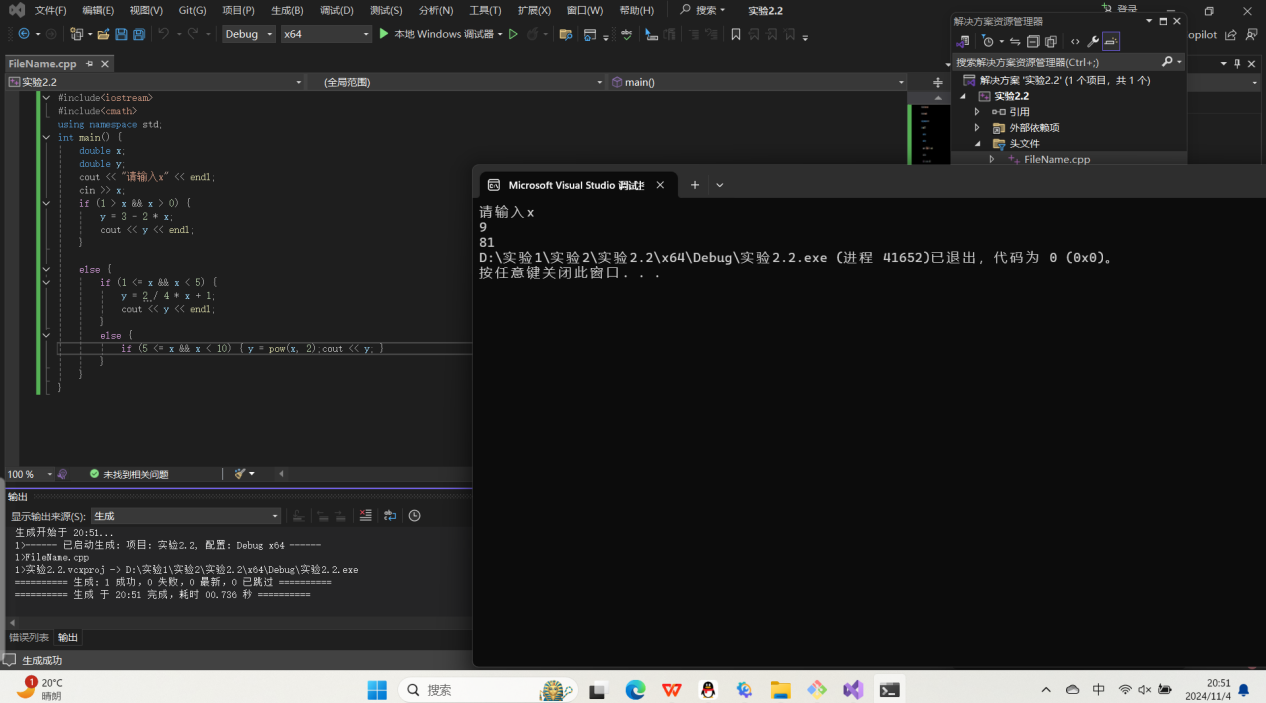 文件(F) 编辑(E) 视图(V) Git(G) 项目(P) 生成(B) 调试(D) 测试(S) 分析(N) 工具(T) 扩展(X) 窗口(W) 帮助(H) 搜索 实验2.2 登录
Debug x64 本地 Windows 调试器
opilot
FileName.cpp
实验2.2 (全局范围) main()
#include<iostream>
#include<cmath>
using namespace std;
int main() {
double x;
double y;
cout << "请输入x" << endl;
cin >> x;
if (1 > x && x > 0) {
y = 3 - 2 * x;
cout << y << endl;
}
else {
if (1 <= x && x < 5) {
y = 2 / 4 * x + 1;
cout << y << endl;
}
else {
if (5 <= x && x < 10) { y = pow(x, 2);cout << y; }
}
}
}
解决方案资源管理器
搜索解决方案资源管理器(Ctrl+;)
解决方案 '实验2.2' (1 个项目，共 1 个)
实验2.2
引用
外部依赖项
头文件
FileName.cpp
Microsoft Visual Studio 调试
请输入x
9
81
D:\实验1\实验2\实验2.2\x64\Debug\实验2.2.exe (进程 41652)已退出，代码为 0 (0x0)。
按任意键关闭此窗口. . .
100 % 未找到相关问题
输出
显示输出来源(S): 生成
生成开始于 20:51...
1>------ 已启动生成: 项目: 实验2.2, 配置: Debug x64 ------
1>FileName.cpp
1>实验2.2.vcxproj -> D:\实验1\实验2\实验2.2\x64\Debug\实验2.2.exe
========== 生成: 1 成功，0 失败，0 最新，0 已跳过 ==========
========== 生成 于 20:51 完成，耗时 00.736 秒 ==========
错误列表 输出
生成成功
1
20°C
晴朗
搜索
中
20:51
2024/11/4